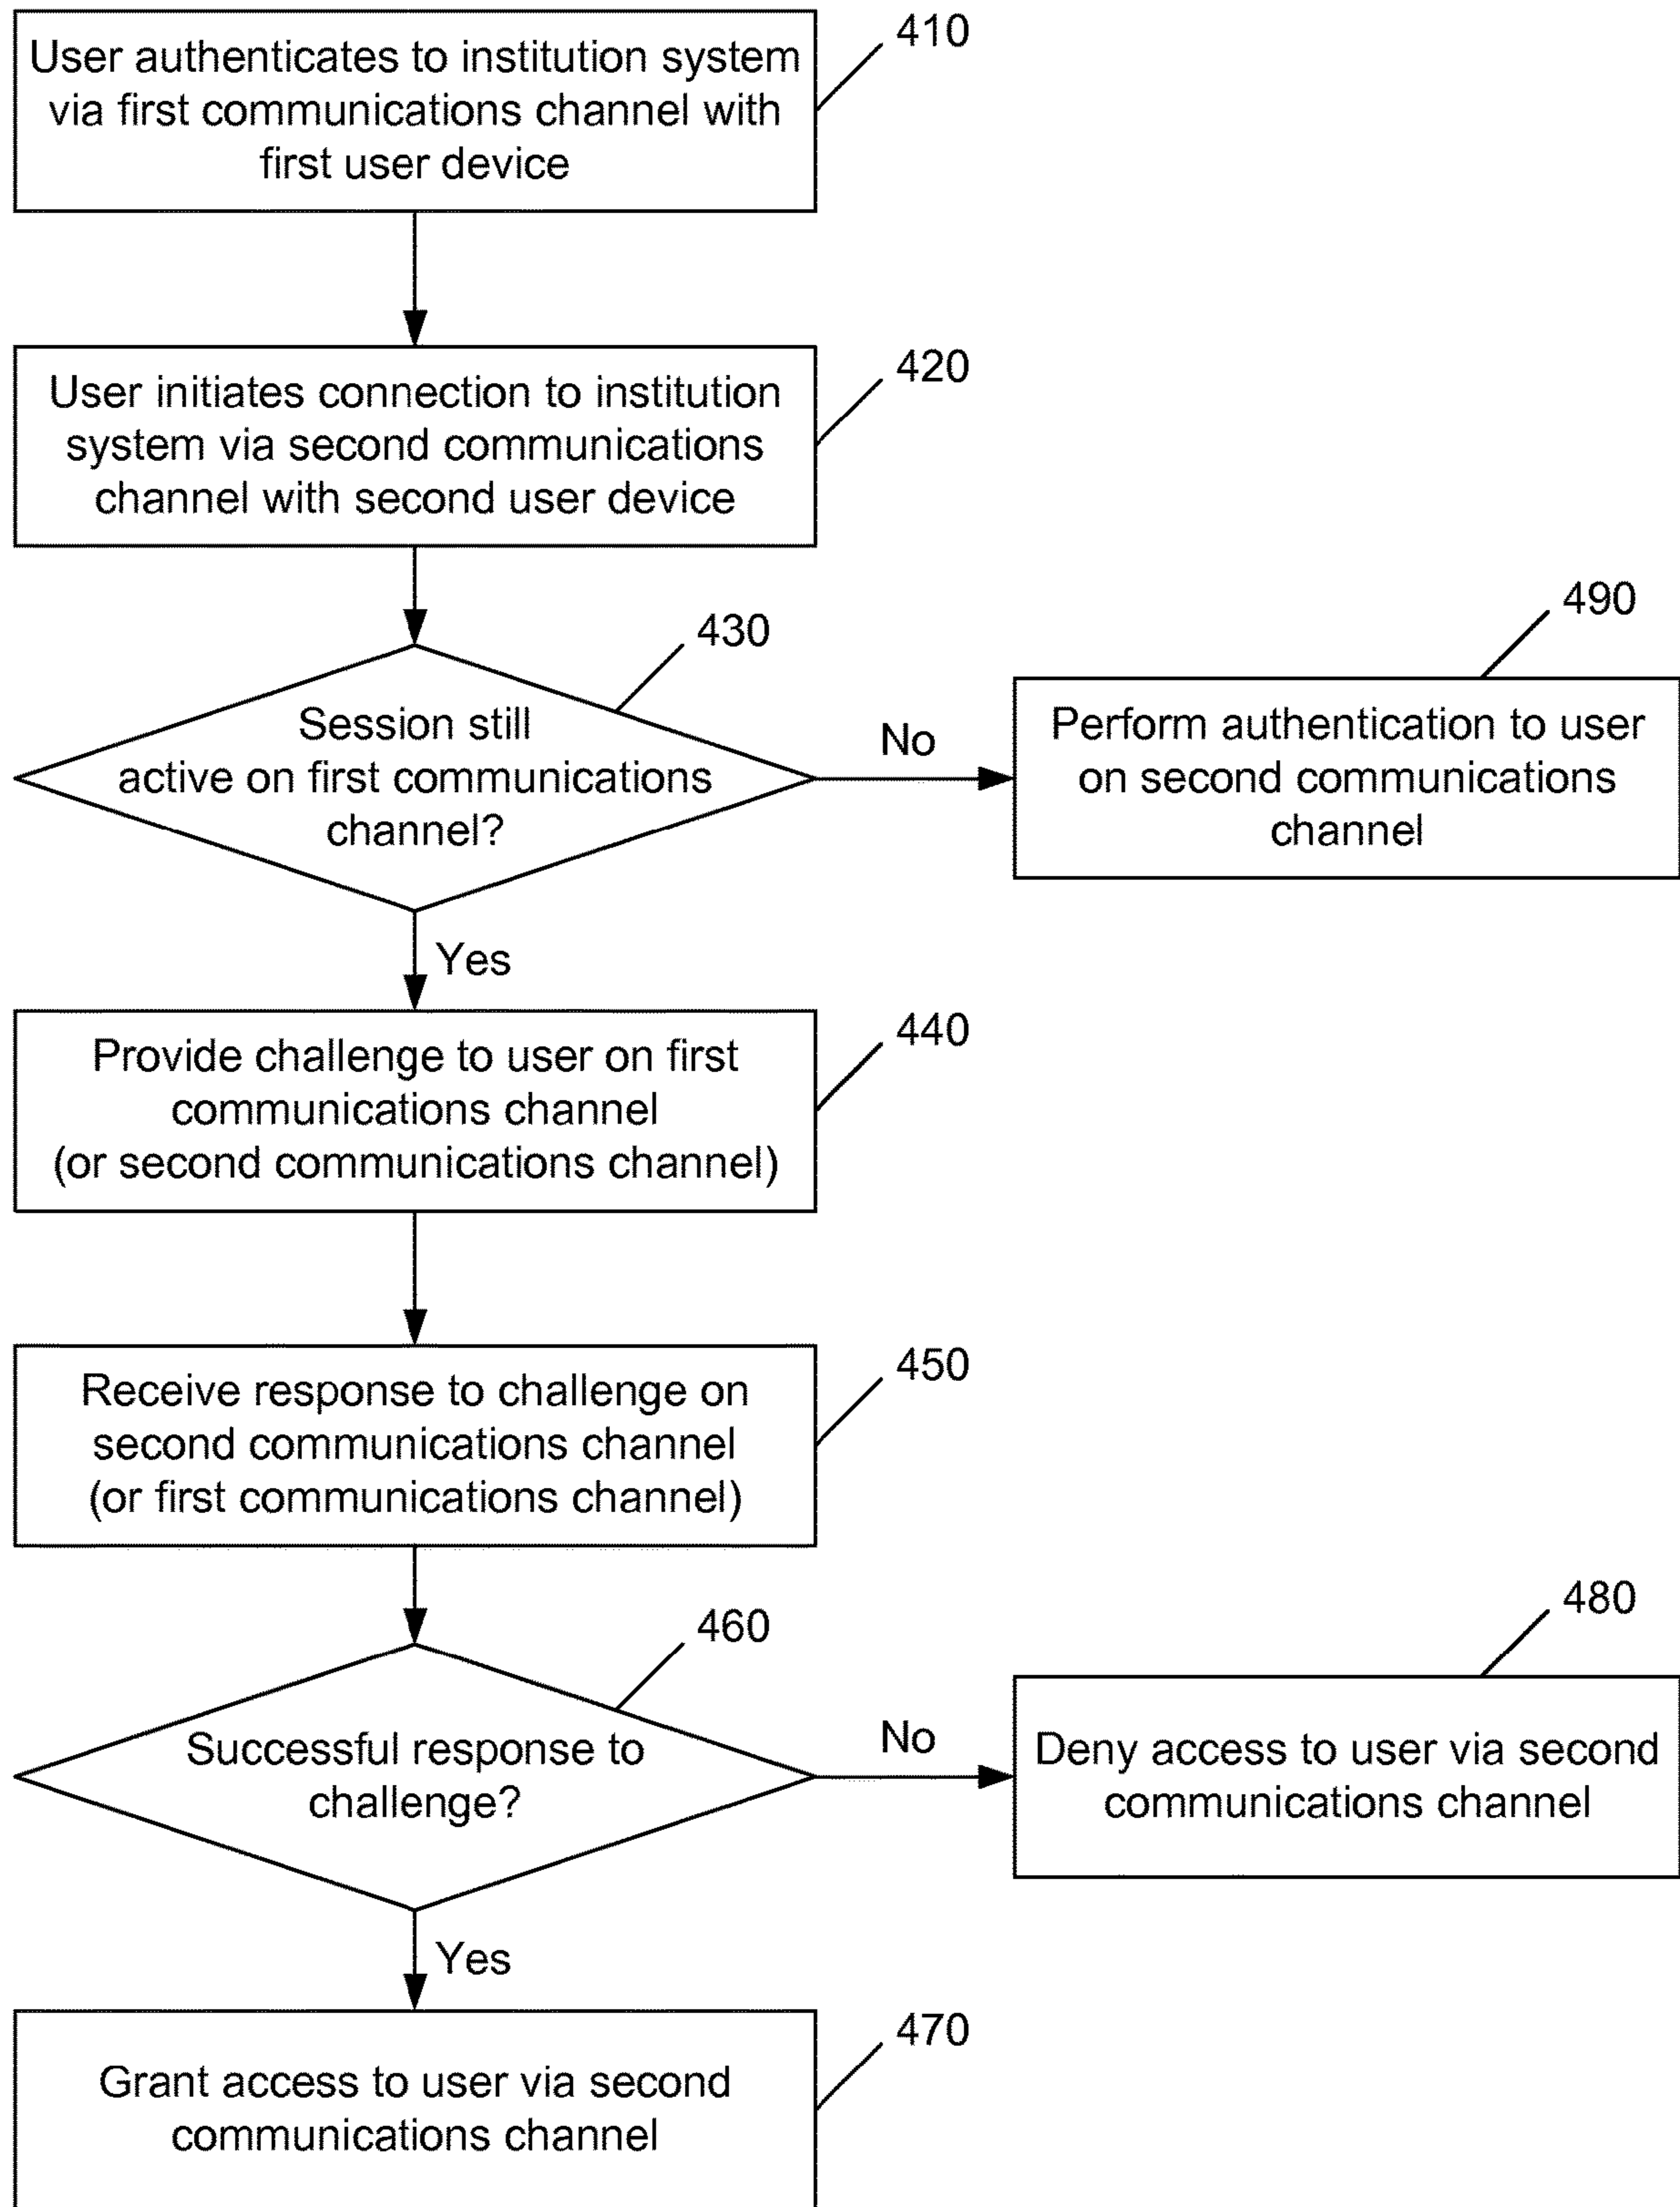 410
User authenticates to institution system
via first communications channel with
first user device
420
User initiates connection to institution
system via second communications
channel with second user device
430
Session still
active on first communications
channel?
No
490
Perform authentication to user
on second communications
channel
Yes
440
Provide challenge to user on first
communications channel
(or second communications channel)
450
Receive response to challenge on
second communications channel
(or first communications channel)
460
Successful response to
challenge?
No
480
Deny access to user via second
communications channel
Yes
470
Grant access to user via second
communications channel